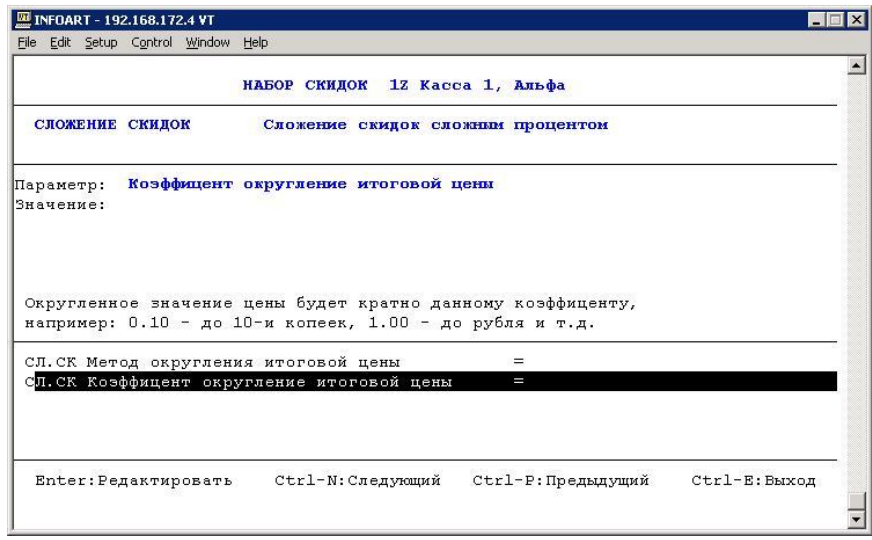 INFOART - 192.168.172.4 VT
File Edit Setup Control Window Help
НАБОР СКИДОК 1Z Касса 1, Альфа
СЛОЖЕНИЕ СКИДОК Сложение скидок сложным процентом
Параметр: Коэффицент округление итоговой цены
Значение:
Округленное значение цены будет кратно данному коэффиценту,
например: 0.10 - до 10-и копеек, 1.00 - до рубля и т.д.
СЛ.СК Метод округления итоговой цены =
СЛ.СК Коэффицент округление итоговой цены =
Enter:Редактировать Ctrl-N:Следующий Ctrl-P:Предыдущий Ctrl-E:Выход